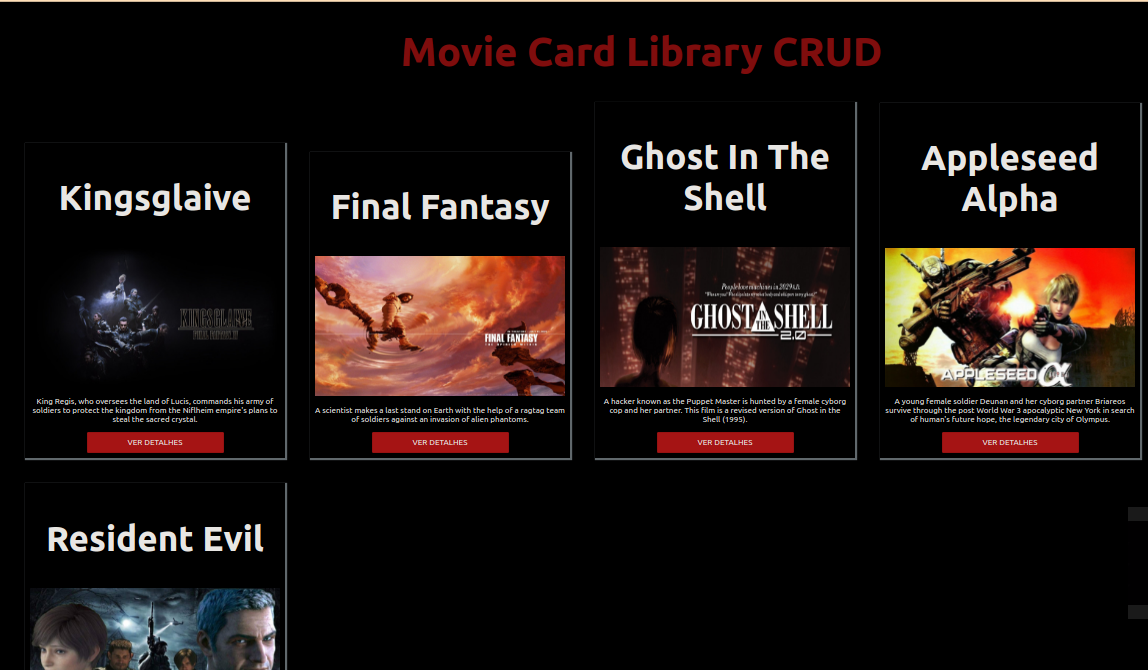 Movie Card Library CRUD
Kingsglaive
KINGSGLAIVE
King Regis, who oversees the land of Lucis, commands his army of
soldiers to protect the kingdom from the Niflheim empire's plans to
steal the sacred crystal.
VER DETALHES
Final Fantasy
FINAL FANTASY
A scientist makes a last stand on Earth with the help of a ragtag team
of soldiers against an invasion of alien phantoms.
VER DETALHES
Ghost In The
Shell
People love machines in 2029 A.D.
GHOST IN THE SHELL
2.0
A hacker known as the Puppet Master is hunted by a female cyborg
cop and her partner. This film is a revised version of Ghost in the
Shell (1995).
VER DETALHES
Appleseed
Alpha
APPLESEED α
A young female soldier Deunan and her cyborg partner Briareos
survive through the post World War 3 apocalyptic New York in search
of human's future hope, the legendary city of Olympus.
VER DETALHES
Resident Evil